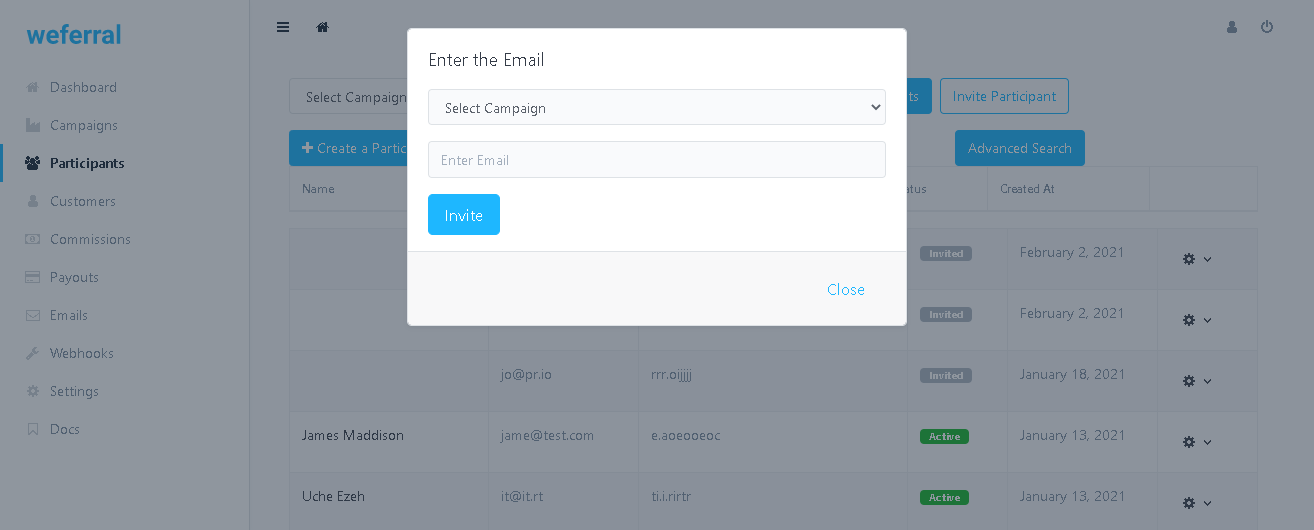 weferral
Dashboard
Campaigns
Participants
Customers
Commissions
Payouts
Emails
Webhooks
Settings
Docs
Enter the Email
Select Campaign
Enter Email
Invite
Close
Select Campaign
Invite Participant
Create a
Advanced Search
Name Created At
Invited February 2, 2021
Invited February 2, 2021
jo@pr.io rrr.oijjjj Invited January 18, 2021
James Maddison jame@test.com e.aoeooeoc Active January 13, 2021
Uche Ezeh it@it.rt ti.i.rirtr Active January 13, 2021